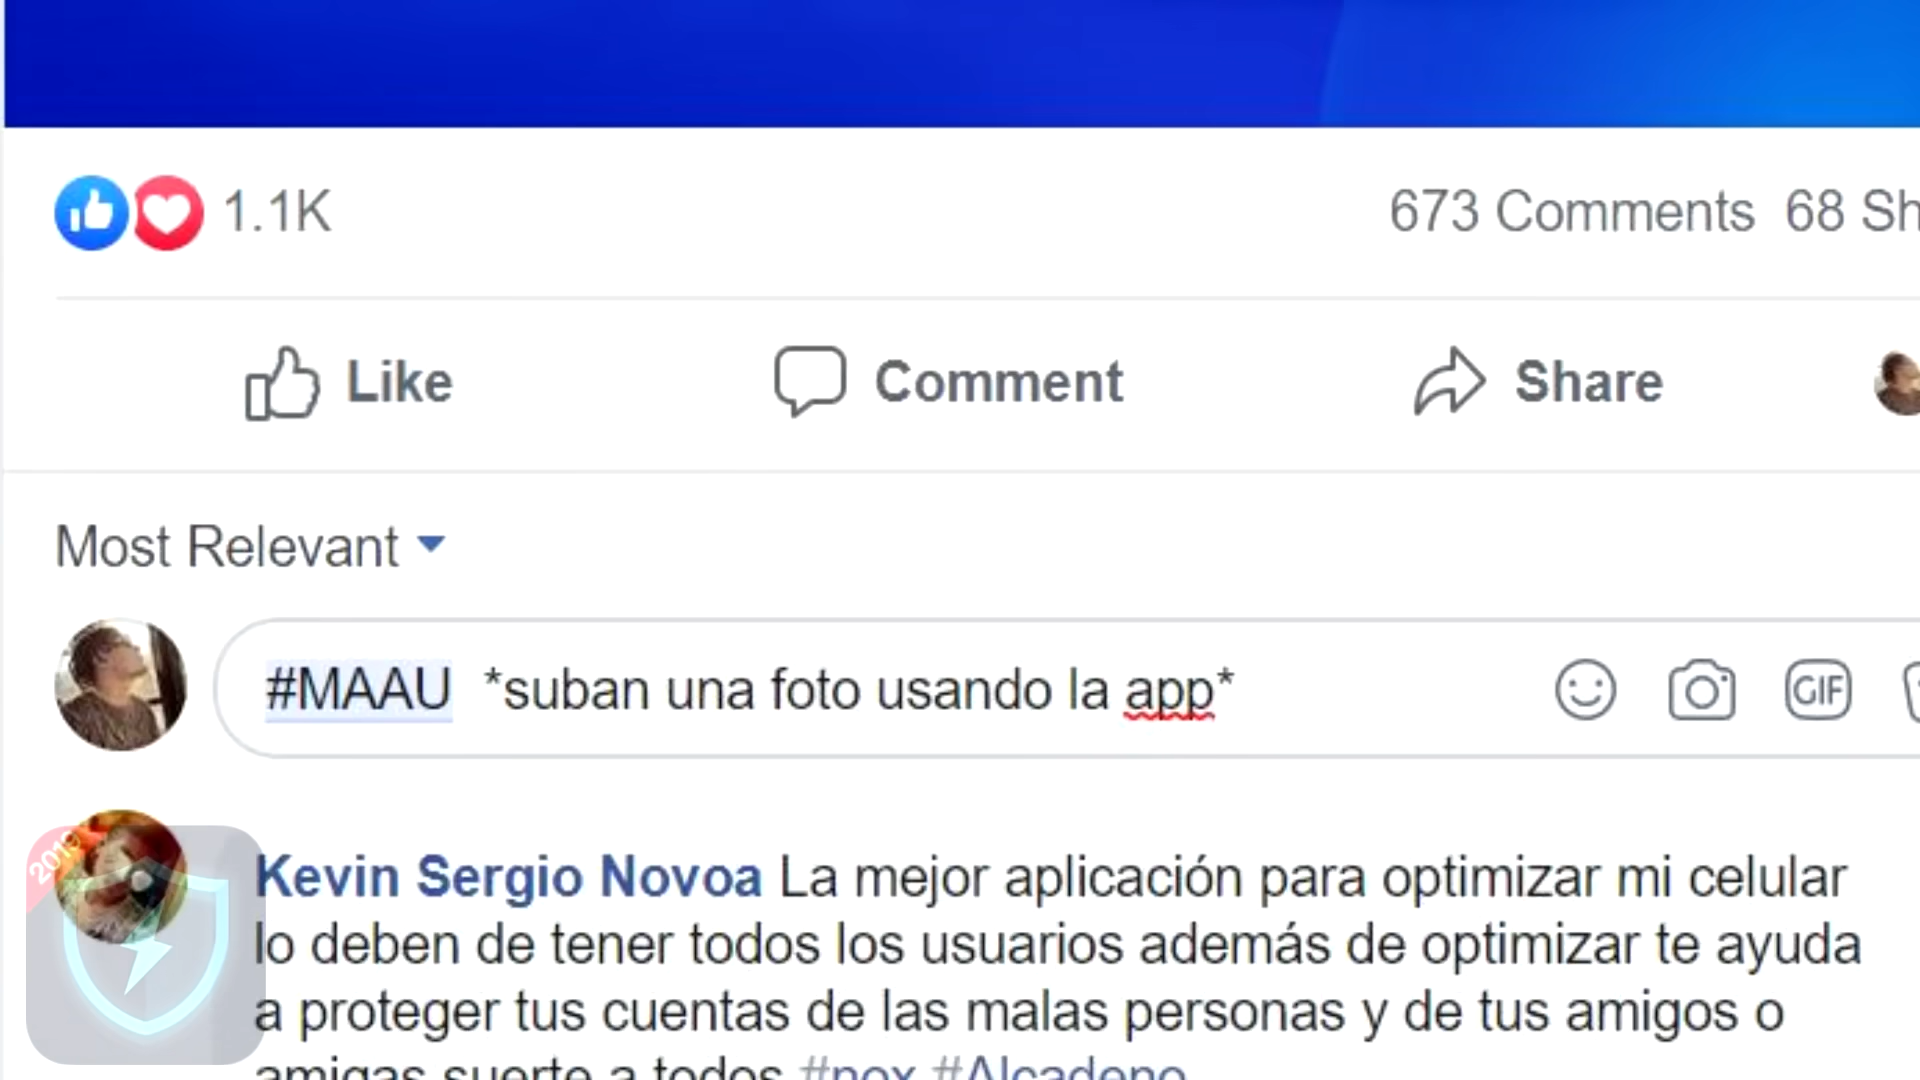 1.1K 673 Comments 68 Sh
Like Comment Share
Most Relevant
#MAAU *suban una foto usando la app*
GIF
2019
Kevin Sergio Novoa La mejor aplicación para optimizar mi celular
lo deben de tener todos los usuarios además de optimizar te ayuda
a proteger tus cuentas de las malas personas y de tus amigos o
amigas suerte a todos #nox #Alcadeno